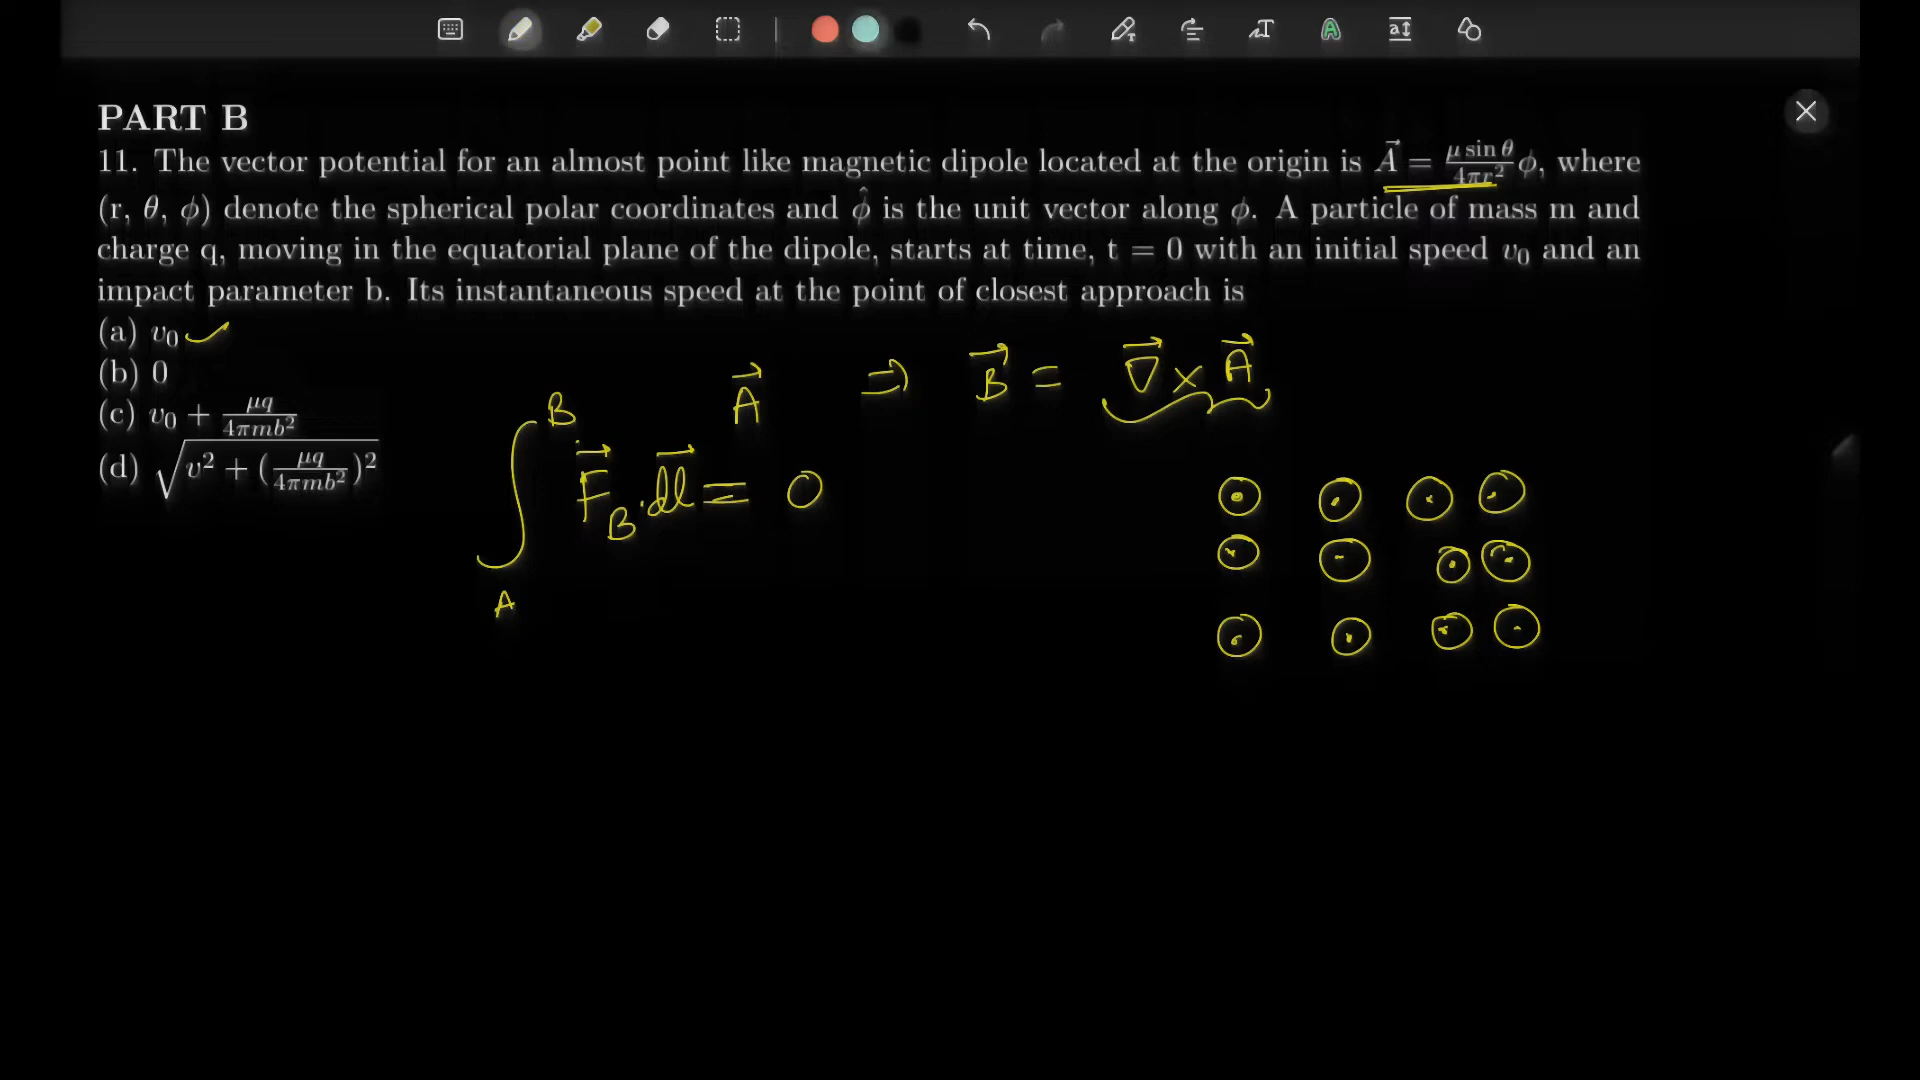 PART B
11. The vector potential for an almost point like magnetic dipole located at the origin is $\vec{A} = \frac{\mu \sin\theta}{4\pi r^2}\phi$, where
(r, θ, ϕ) denote the spherical polar coordinates and $\hat{\phi}$ is the unit vector along ϕ. A particle of mass m and
charge q, moving in the equatorial plane of the dipole, starts at time, t = 0 with an initial speed $v_0$ and an
impact parameter b. Its instantaneous speed at the point of closest approach is
(a) $v_0$
(b) 0
(c) $v_0 + \frac{\mu q}{4\pi m b^2}$
(d) $\sqrt{v^2 + (\frac{\mu q}{4\pi m b^2})^2}$
$\vec{A}$ ⇒ $\vec{B} = \vec{\nabla} \times \vec{A}$
$\int_A^B \vec{F}_B \cdot \vec{dl} = 0$